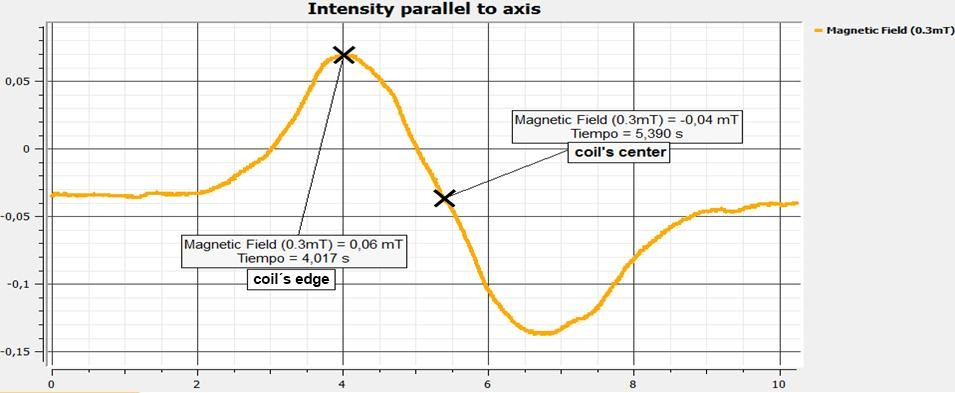 Intensity parallel to axis
Magnetic Field (0.3mT)
0,05
0
-0,05
-0,1
-0,15
Magnetic Field (0.3mT) = -0,04 mT
Tiempo = 5,390 s
coil's center
Magnetic Field (0.3mT) = 0,06 mT
Tiempo = 4,017 s
coil´s edge
0 2 4 6 8 10